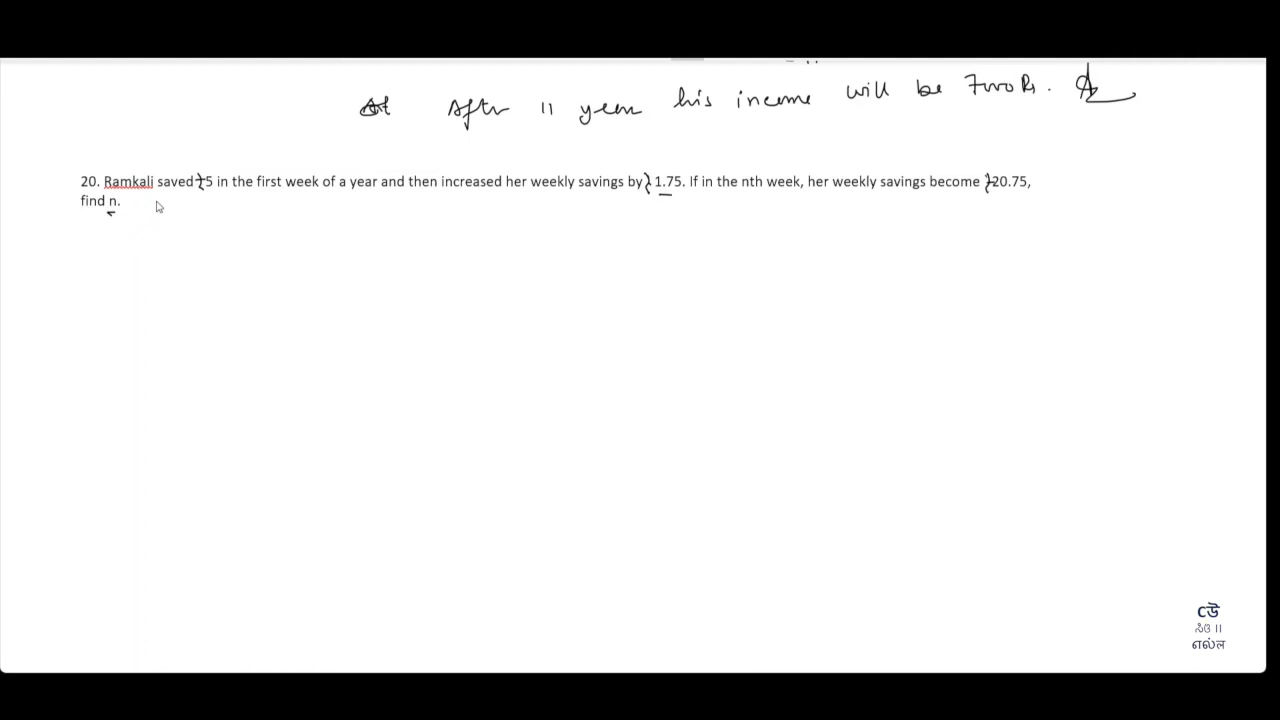 After 11 year his income will be 7000 Rs.
20. Ramkali saved ₹5 in the first week of a year and then increased her weekly savings by ₹ 1.75. If in the nth week, her weekly savings become ₹20.75,
find n.